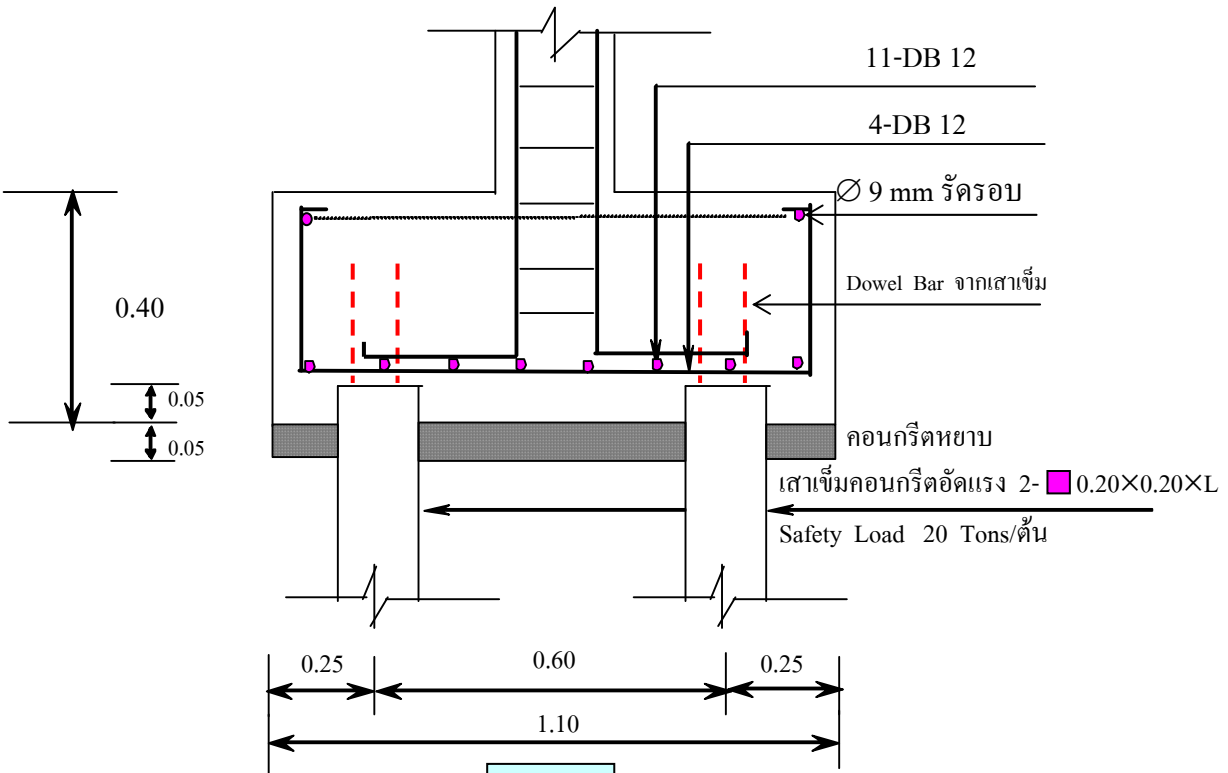 11-DB 12
4-DB 12
∅ 9 mm รัดรอบ
Dowel Bar จากเสาเข็ม
0.40
0.05
0.05
คอนกรีตหยาบ
เสาเข็มคอนกรีตอัดแรง 2- 0.20×0.20×L
Safety Load 20 Tons/ต้น
0.25
0.60
0.25
1.10